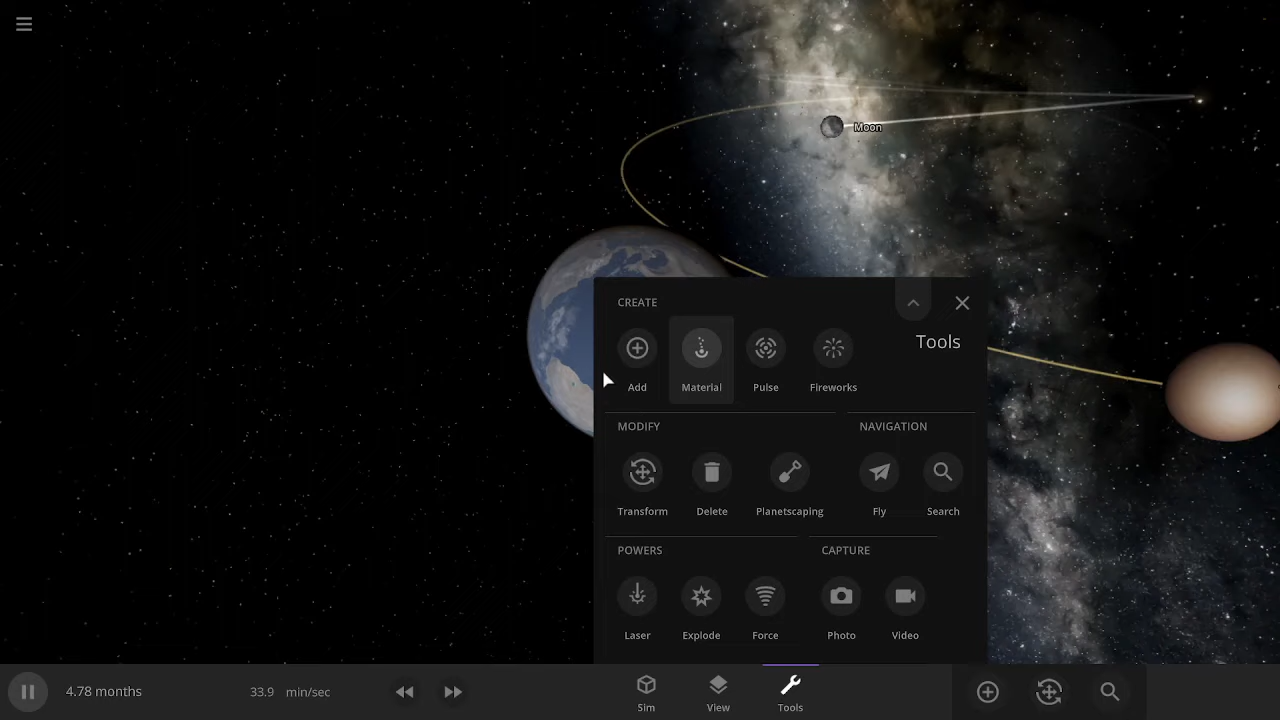 Moon
CREATE
Tools
Add Material Pulse Fireworks
MODIFY NAVIGATION
Transform Delete Planetscaping Fly Search
POWERS CAPTURE
Laser Explode Force Photo Video
4.78 months 33.9 min/sec
Sim View Tools